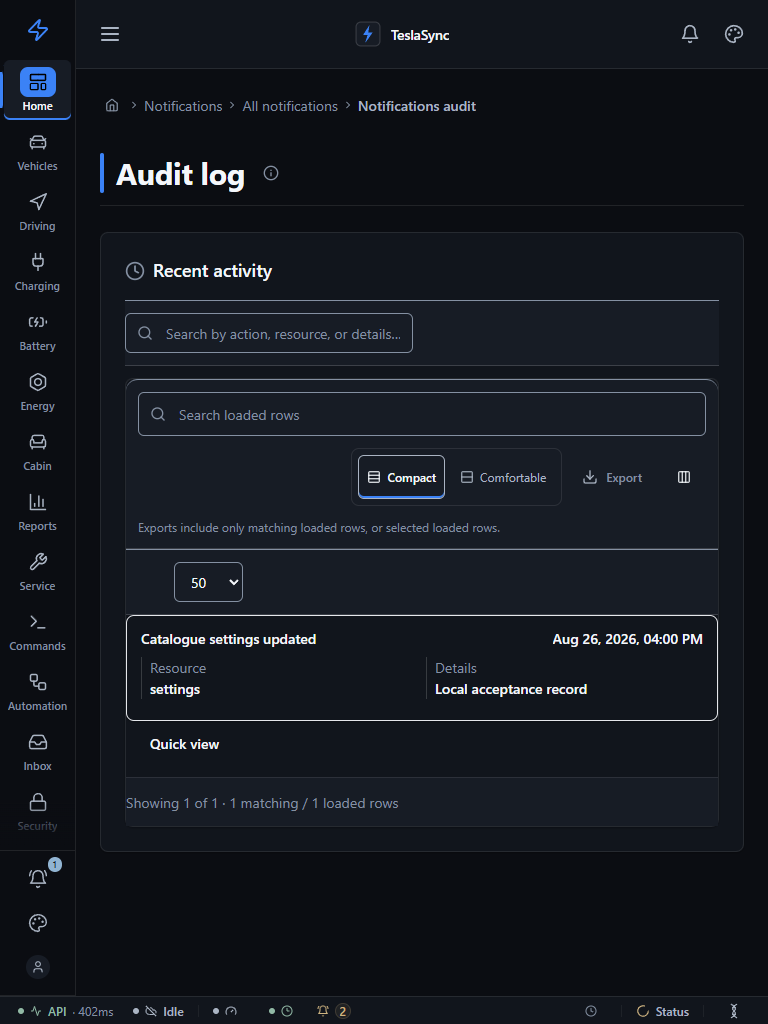 TeslaSync
Home
Vehicles
Driving
Charging
Battery
Energy
Cabin
Reports
Service
Commands
Automation
Inbox
Security
1
Notifications > All notifications > Notifications audit
Audit log
Recent activity
Search by action, resource, or details...
Search loaded rows
Compact Comfortable Export
Exports include only matching loaded rows, or selected loaded rows.
50
Catalogue settings updated Aug 26, 2026, 04:00 PM
Resource Details
settings Local acceptance record
Quick view
Showing 1 of 1 · 1 matching / 1 loaded rows
API · 402ms Idle 2 Status